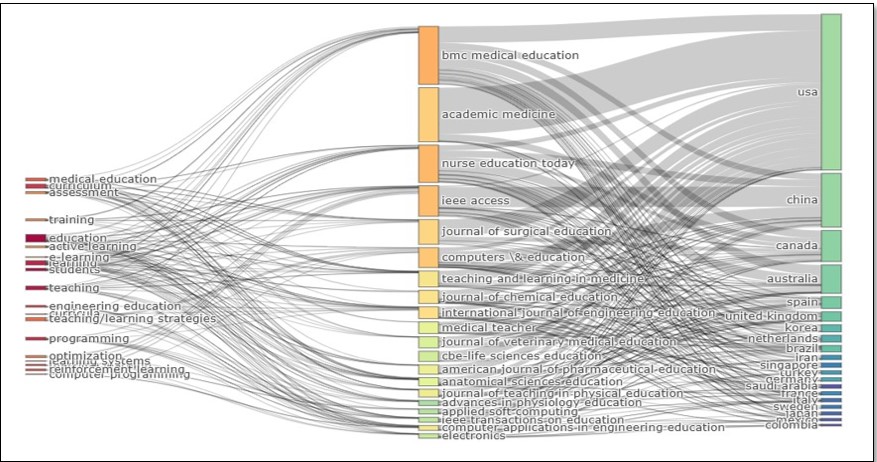 medical education
curriculum
assessment
training
education
active learning
e-learning
learning
students
teaching
engineering education
curricula
teaching/learning strategies
programming
optimization
learning systems
reinforcement learning
computer programming
bmc medical education
academic medicine
nurse education today
ieee access
journal of surgical education
computers \& education
teaching and learning in medicine
journal of chemical education
international journal of engineering education
medical teacher
journal of veterinary medical education
cbe-life sciences education
american journal of pharmaceutical education
anatomical sciences education
journal of teaching in physical education
advances in physiology education
applied soft computing
ieee transactions on education
computer applications in engineering education
electronics
usa
china
canada
australia
spain
united kingdom
korea
netherlands
brazil
iran
singapore
turkey
germany
saudi arabia
france
italy
sweden
japan
mexico
colombia